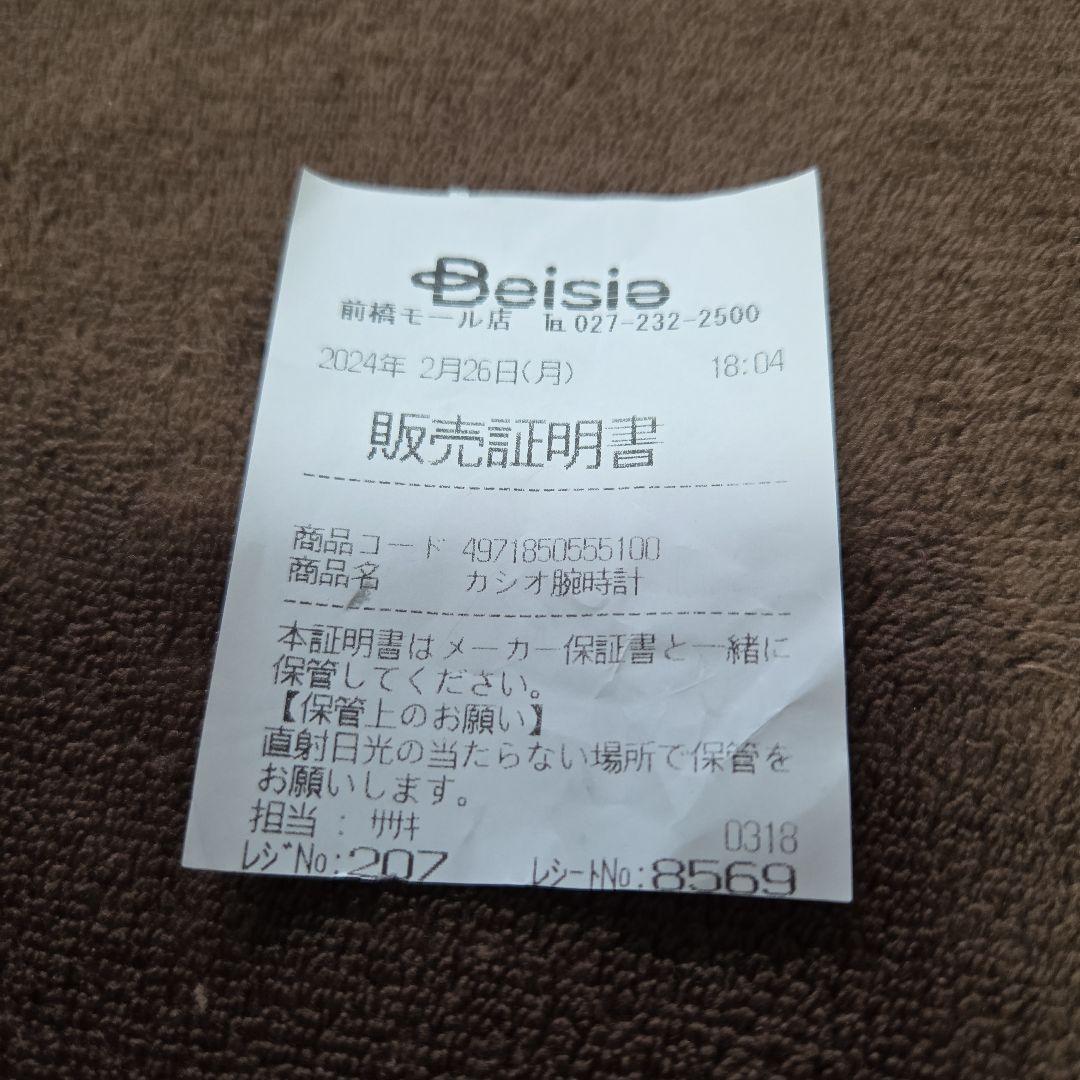 Beisia
前橋モール店 ℡027-232-2500
2024年 2月26日(月) 18:04
販売証明書
商品コード 4971850555100
商品名 カシオ腕時計
本証明書はメーカー保証書と一緒に
保管してください。
【保管上のお願い】
直射日光の当たらない場所で保管を
お願いします。
担当 : ササキ 0318
レジNo:207 レシートNo:8569